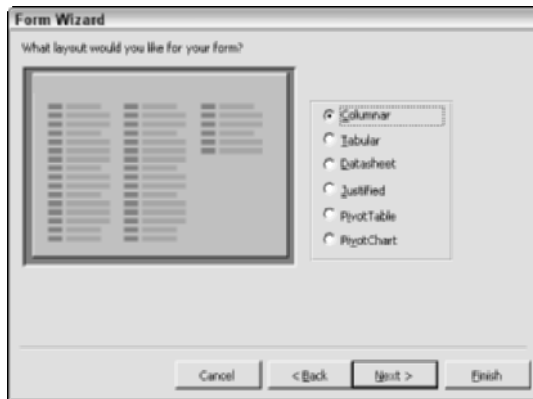 Form Wizard
What layout would you like for your form?
Columnar
Tabular
Datasheet
Justified
PivotTable
PivotChart
Cancel
< Back
Next >
Finish